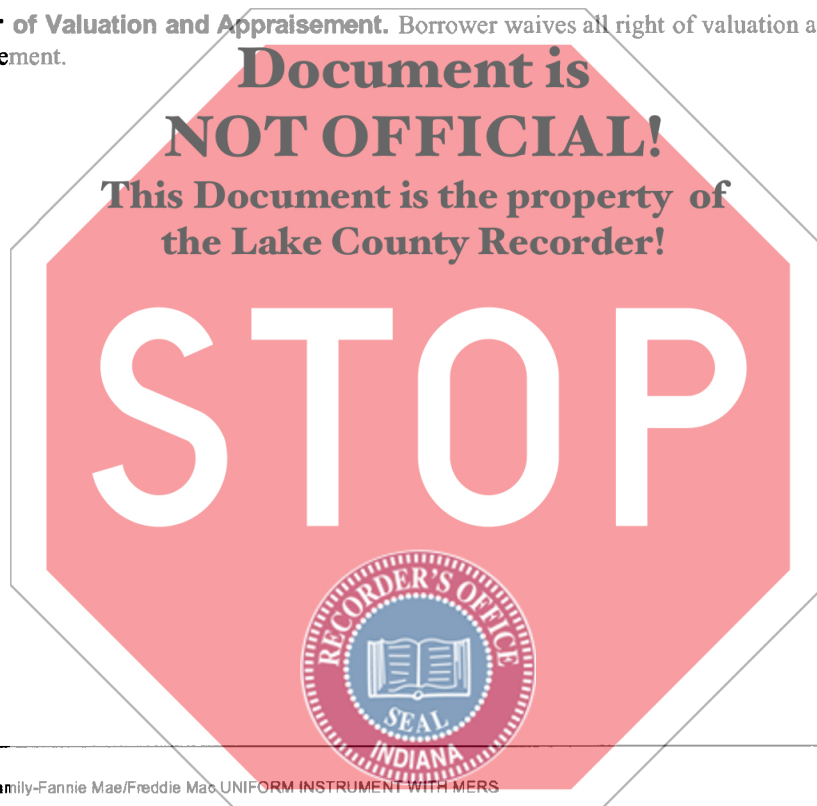 of Valuation and Appraisement. Borrower waives all right of valuation a
ement.
Document is
NOT OFFICIAL!
This Document is the property of
the Lake County Recorder!
STOP
RECORDER'S OFFICE
SEAL
INDIANA
mily-Fannie Mae/Freddie Mac UNIFORM INSTRUMENT WITH MERS